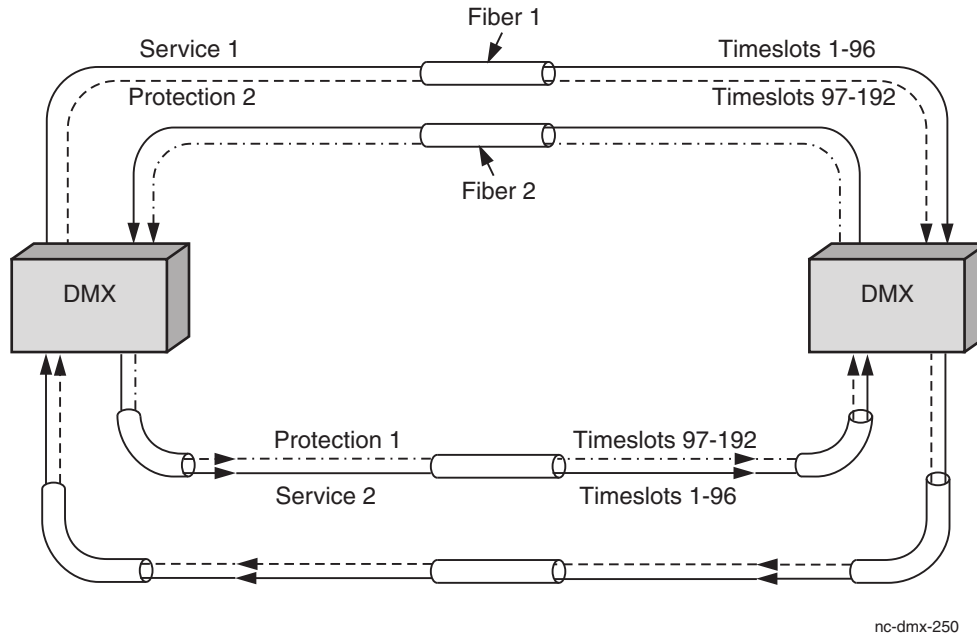 Fiber 1
Service 1
Timeslots 1-96
Protection 2
Timeslots 97-192
Fiber 2
DMX
DMX
Protection 1
Timeslots 97-192
Service 2
Timeslots 1-96
nc-dmx-250